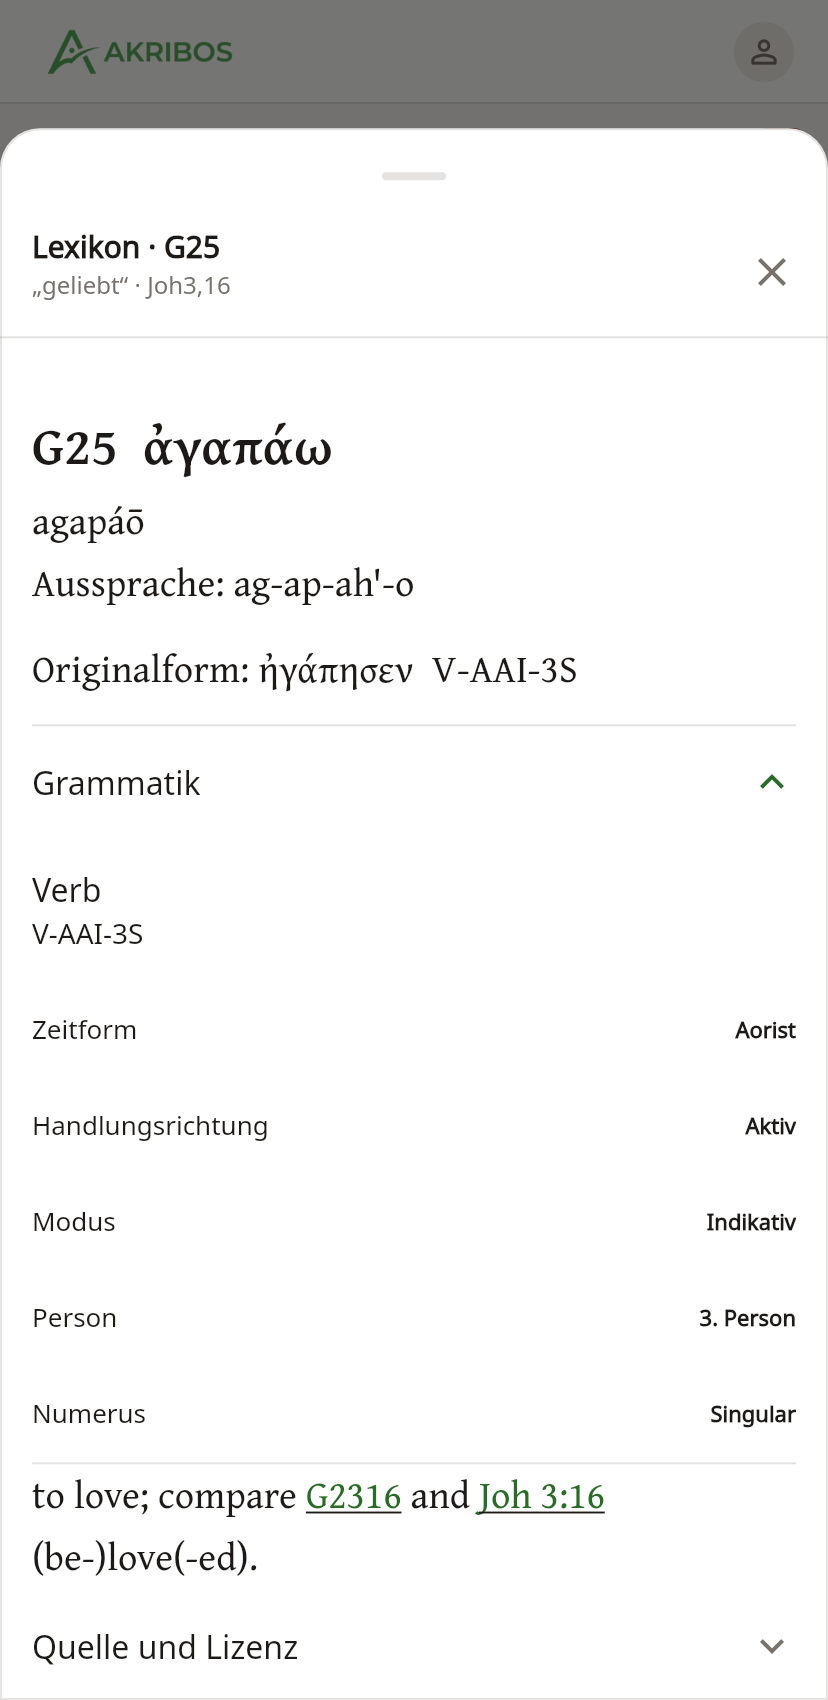 AKRIBOS
Lexikon · G25
„geliebt“ · Joh3,16
G25 ἀγαπάω
agapáō
Aussprache: ag-ap-ah'-o
Originalform: ἠγάπησεν V-AAI-3S
Grammatik
Verb
V-AAI-3S
Zeitform Aorist
Handlungsrichtung Aktiv
Modus Indikativ
Person 3. Person
Numerus Singular
to love; compare G2316 and Joh 3:16
(be-)love(-ed).
Quelle und Lizenz